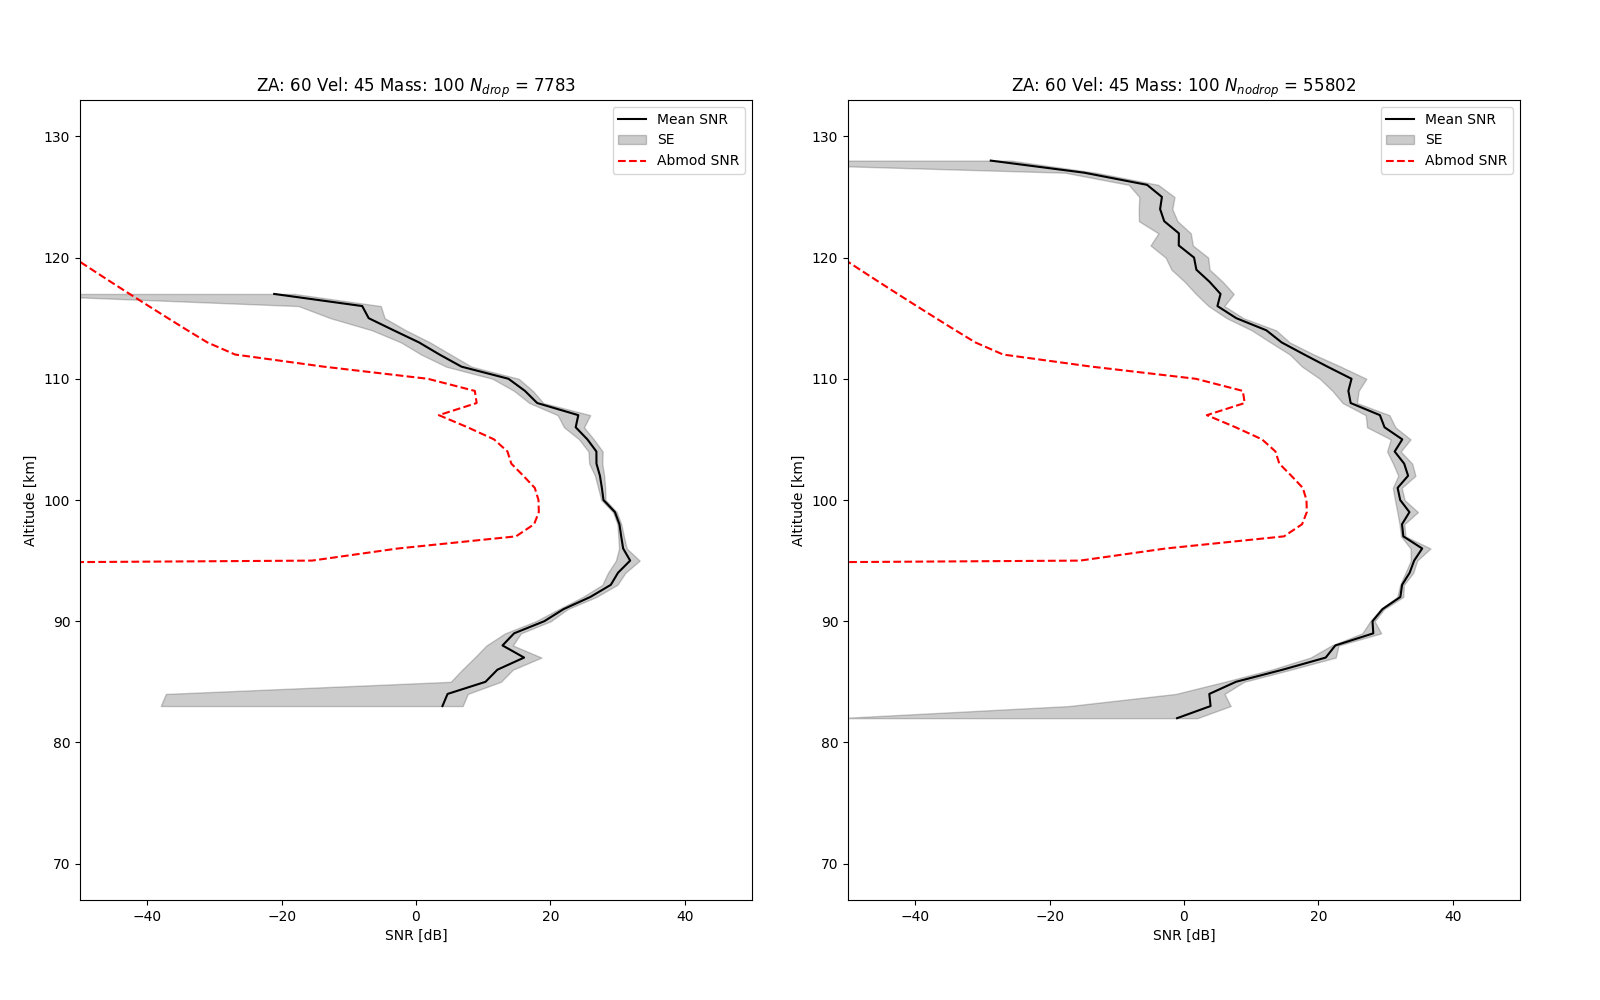 ZA: 60 Vel: 45 Mass: 100 N_drop = 7783
Mean SNR
SE
Abmod SNR
130
120
110
100
90
80
70
Altitude [km]
−40 −20 0 20 40
SNR [dB]
ZA: 60 Vel: 45 Mass: 100 N_nodrop = 55802
Mean SNR
SE
Abmod SNR
130
120
110
100
90
80
70
Altitude [km]
−40 −20 0 20 40
SNR [dB]